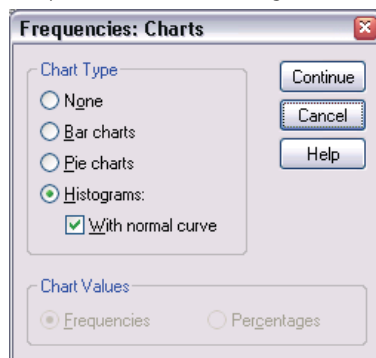 Frequencies: Charts
Chart Type
None
Bar charts
Pie charts
Histograms:
With normal curve
Continue
Cancel
Help
Chart Values
Frequencies
Percentages